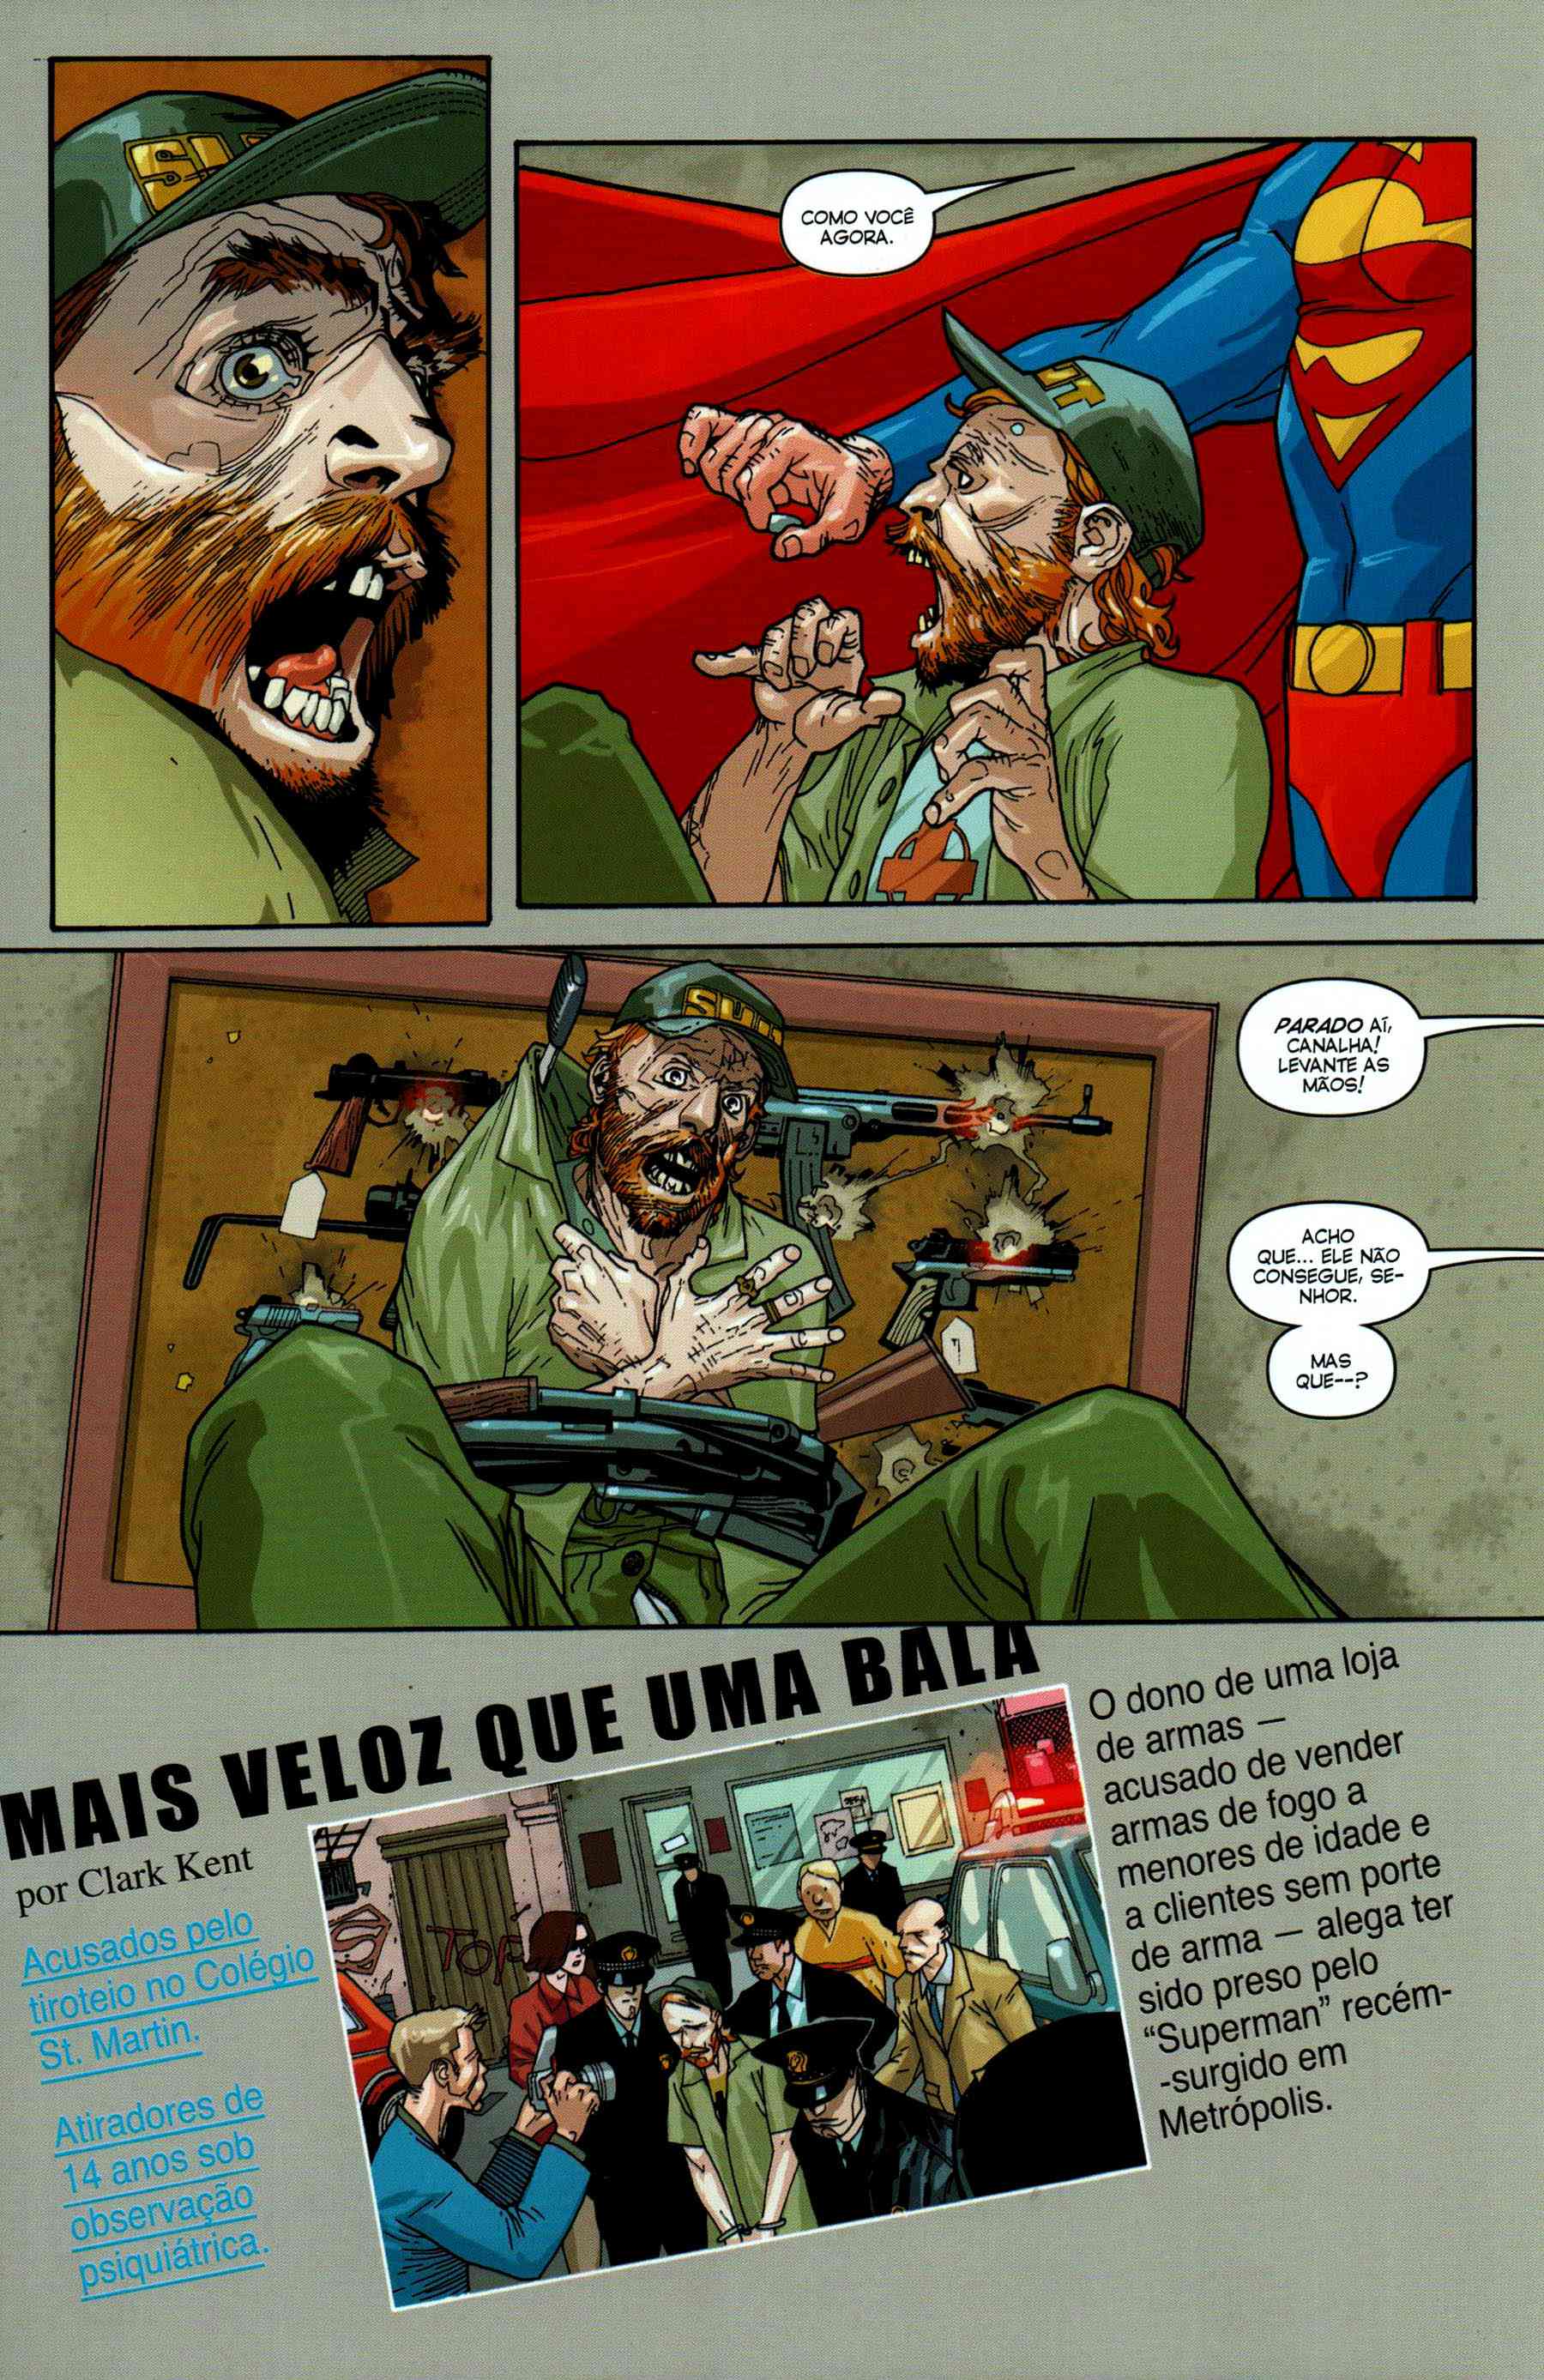 COMO VOCÊ
AGORA.
UT
PARADO AÍ,
CANALHA!
LEVANTE AS
MÃOS!
ACHO
QUE... ELE NÃO
CONSEGUE, SE-
NHOR.
MAS
QUE--?
MAIS VELOZ QUE UMA BALA
por Clark Kent
Acusados pelo
tiroteio no Colégio
St. Martin.
Atiradores de
14 anos sob
observação
psiquiátrica.
TOP
O dono de uma loja
de armas —
acusado de vender
armas de fogo a
menores de idade e
a clientes sem porte
de arma — alega ter
sido preso pelo
“Superman” recém-
-surgido em
Metrópolis.